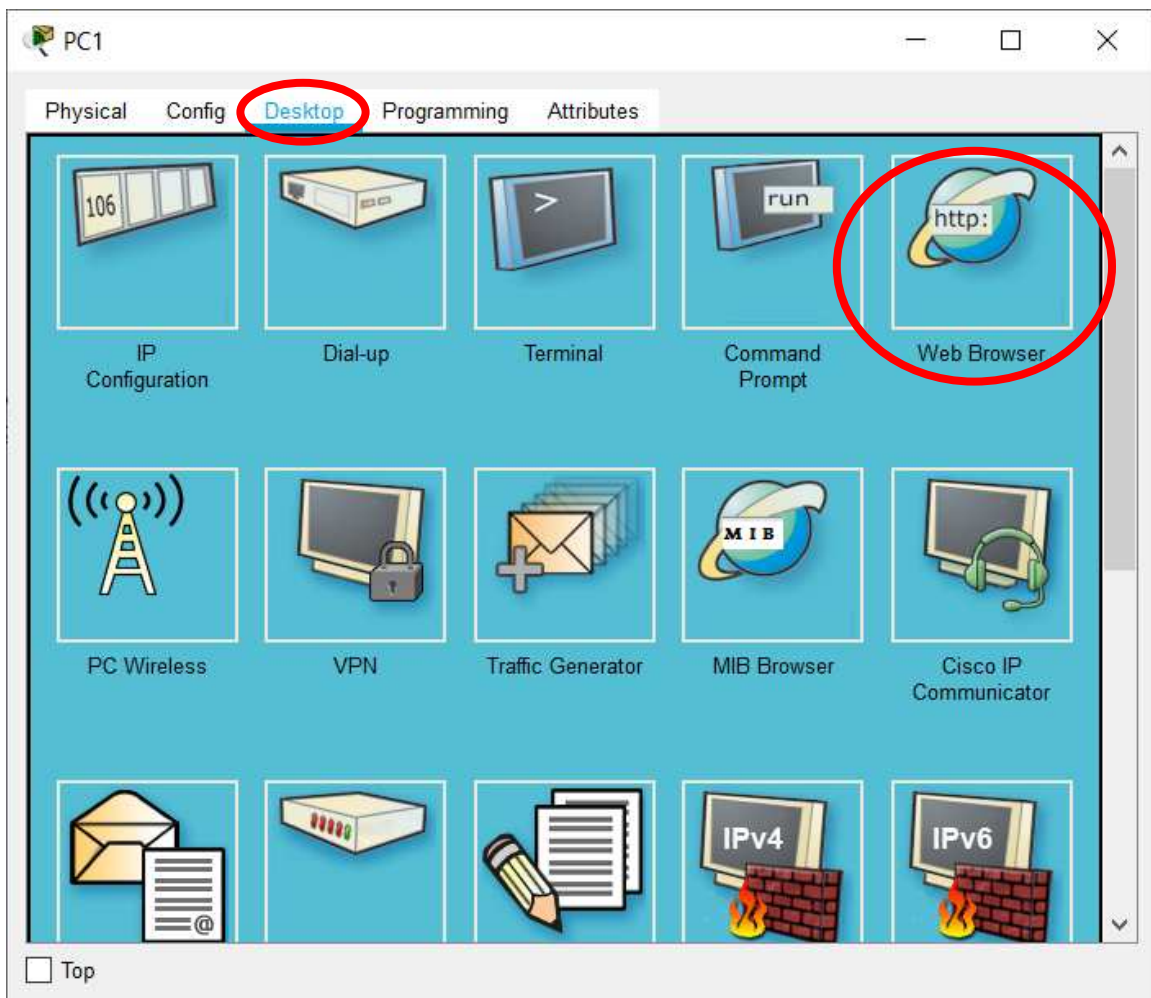 PC1
Physical Config Desktop Programming Attributes
106
>
run
http:
IP
Configuration
Dial-up
Terminal
Command
Prompt
Web Browser
MIB
PC Wireless
VPN
Traffic Generator
MIB Browser
Cisco IP
Communicator
@
IPv4
IPv6
Top